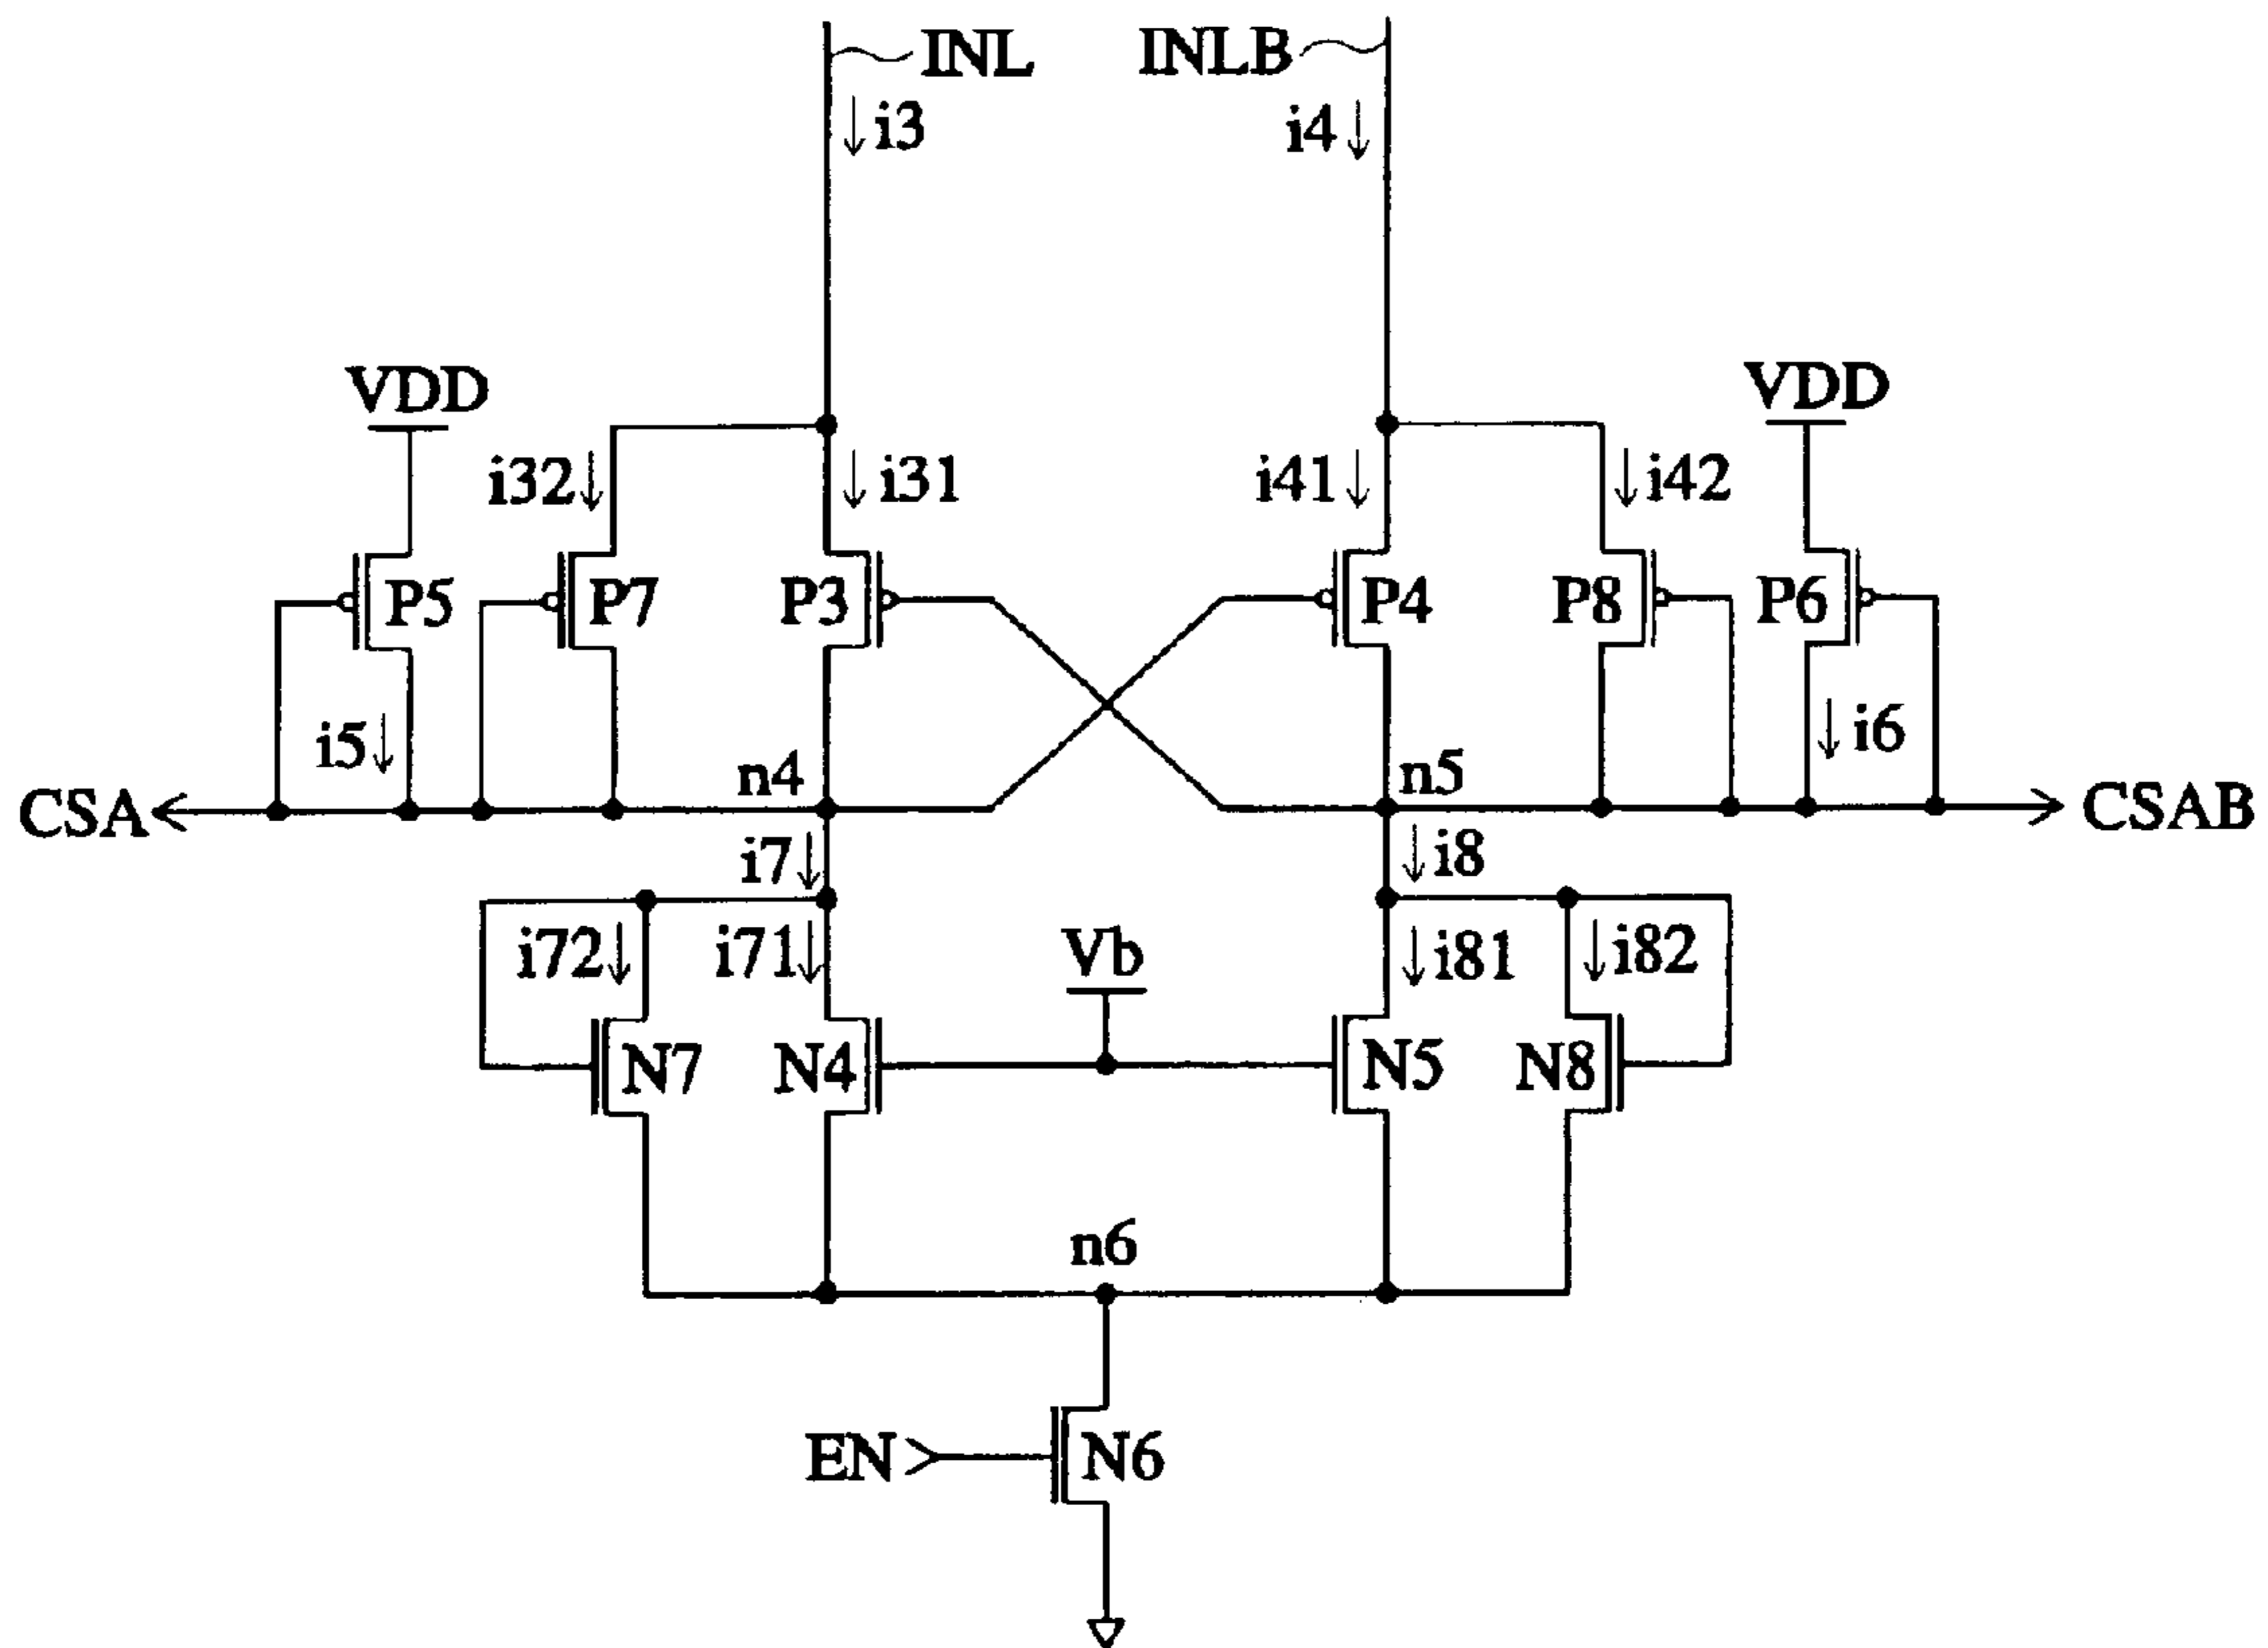 INL INLB
i3 i4
VDD VDD
i32 i31 i41 i42
P5 P7 P3 P4 P8 P6
i5 n4 n5 i6
CSA CSAB
i7 i8
i72 i71 Vb i81 i82
N7 N4 N5 N8
n6
EN N6